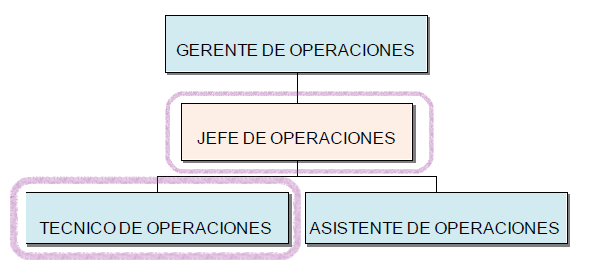 GERENTE DE OPERACIONES
JEFE DE OPERACIONES
TECNICO DE OPERACIONES
ASISTENTE DE OPERACIONES